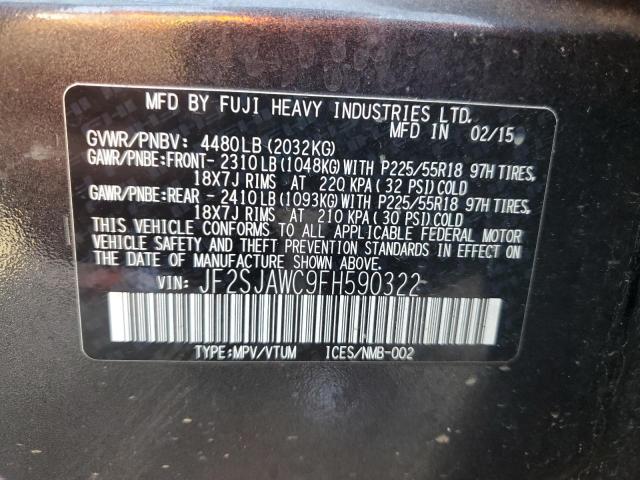 MFD BY FUJI HEAVY INDUSTRIES LTD.
MFD IN 02/15
GVWR/PNBV: 4480LB (2032KG)
GAWR/PNBE:FRONT- 2310 LB (1048KG) WITH P225/55R18 97H TIRES,
18X7J RIMS AT 220 KPA (32 PSI) COLD
GAWR/PNBE:REAR - 2410 LB (1093KG) WITH P225/55R18 97H TIRES,
18X7J RIMS AT 210 KPA (30 PSI) COLD
THIS VEHICLE CONFORMS TO ALL APPLICABLE FEDERAL MOTOR
VEHICLE SAFETY AND THEFT PREVENTION STANDARDS IN EFFECT ON
THE DATE OF MANUFACTURE SHOWN ABOVE.
VIN: JF2SJAWC9FH590322
TYPE:MPV/VTUM ICES/NMB-002